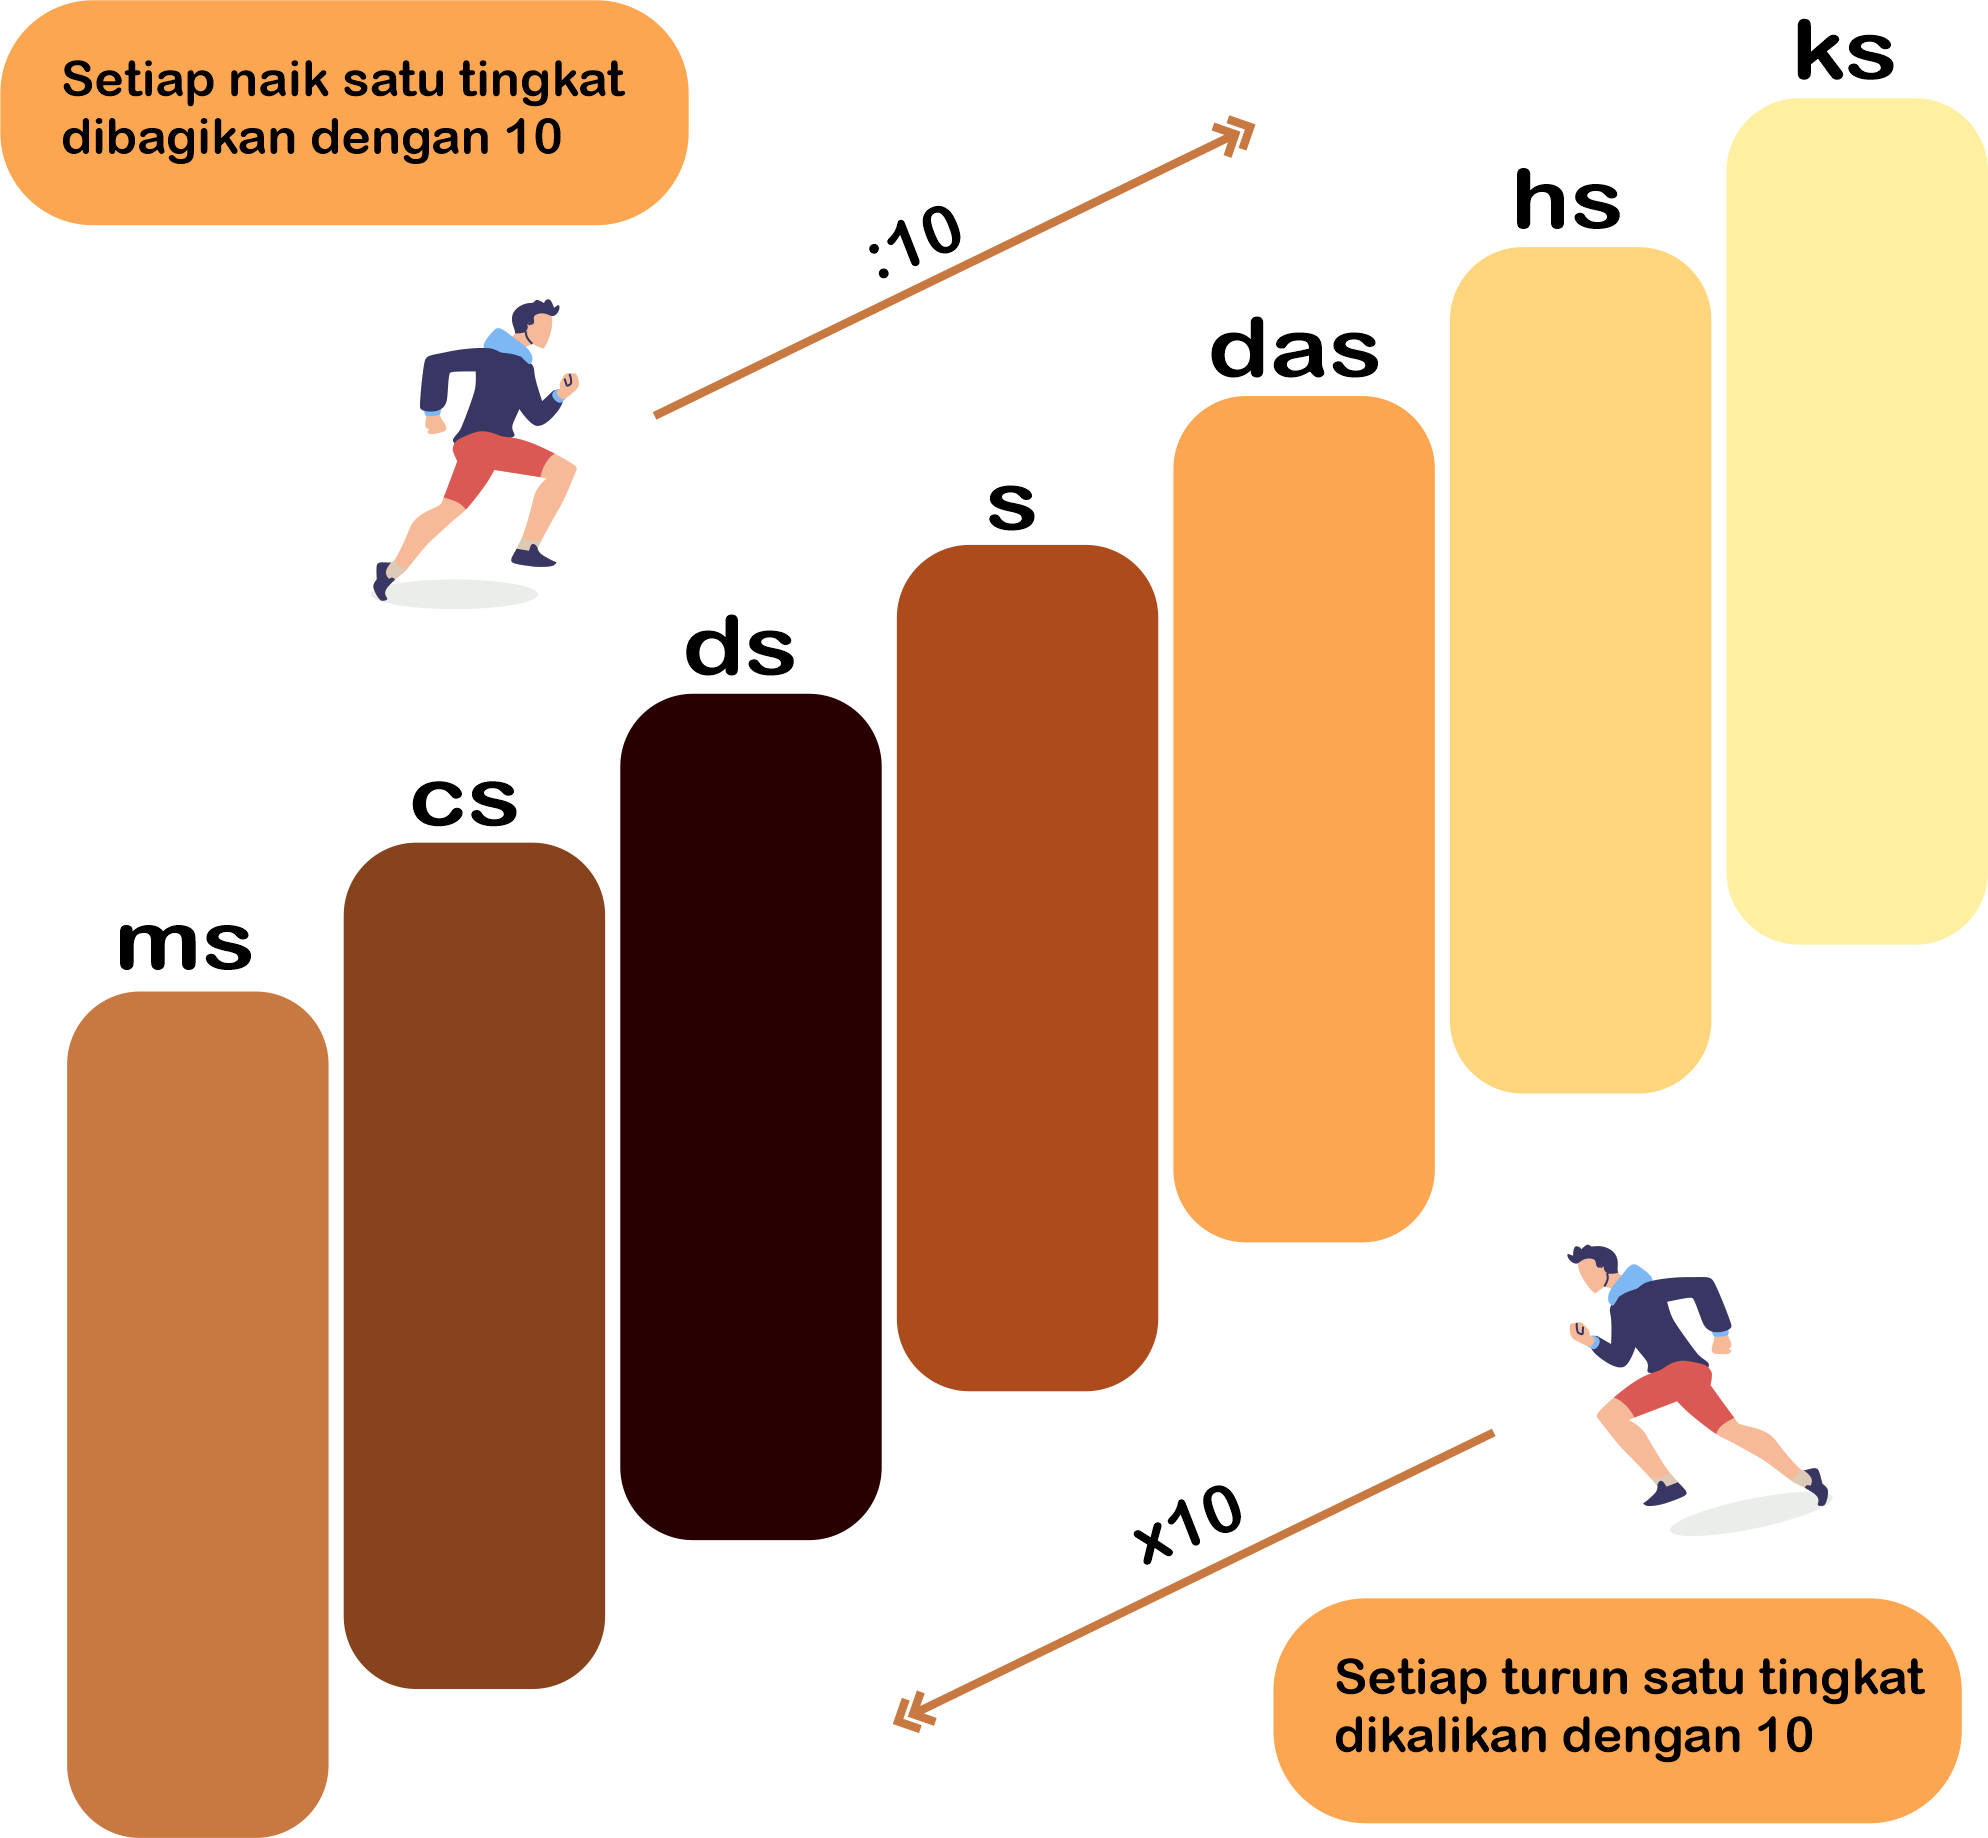 Setiap naik satu tingkat
dibagikan dengan 10
:10
ks
hs
das
s
ds
cs
ms
x10
Setiap turun satu tingkat
dikalikan dengan 10